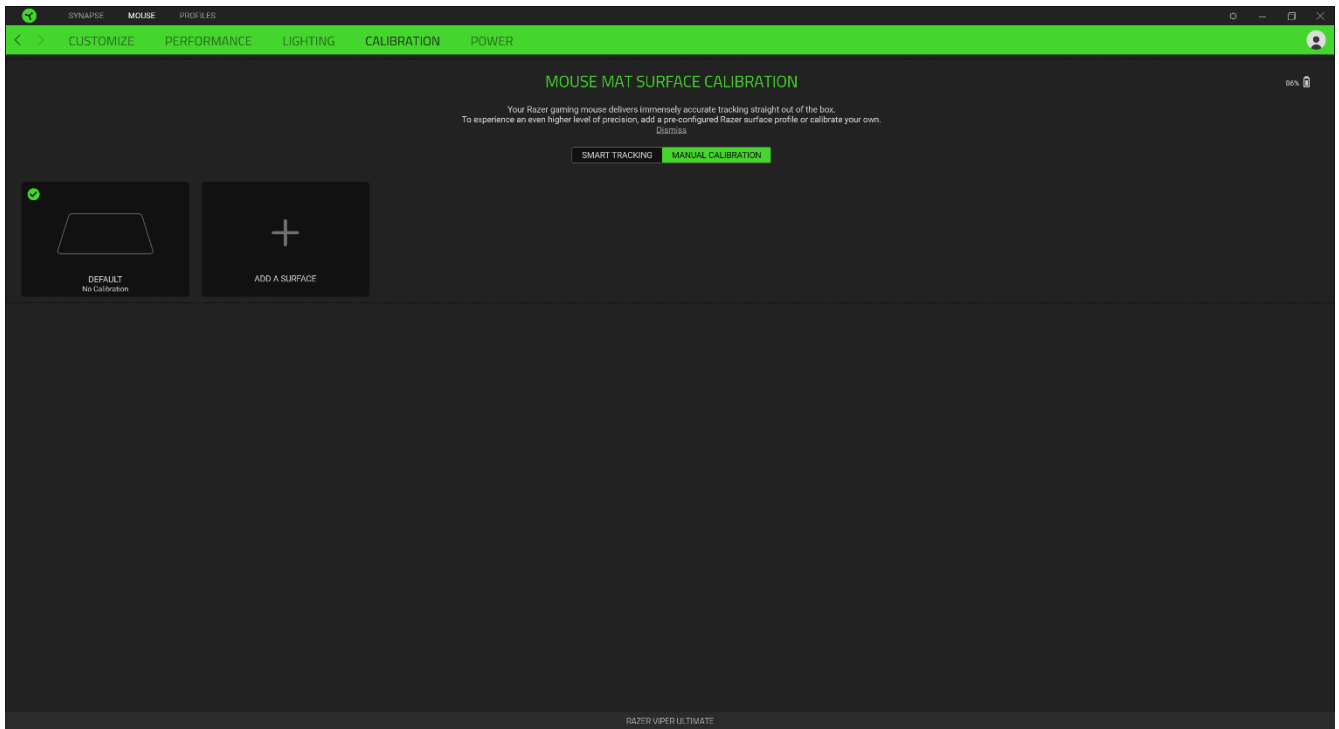 SYNAPSE MOUSE PROFILES
CUSTOMIZE PERFORMANCE LIGHTING CALIBRATION POWER
MOUSE MAT SURFACE CALIBRATION
86%
Your Razer gaming mouse delivers immensely accurate tracking straight out of the box.
To experience an even higher level of precision, add a pre-configured Razer surface profile or calibrate your own.
Dismiss
SMART TRACKING MANUAL CALIBRATION
DEFAULT
No Calibration
ADD A SURFACE
RAZER VIPER ULTIMATE